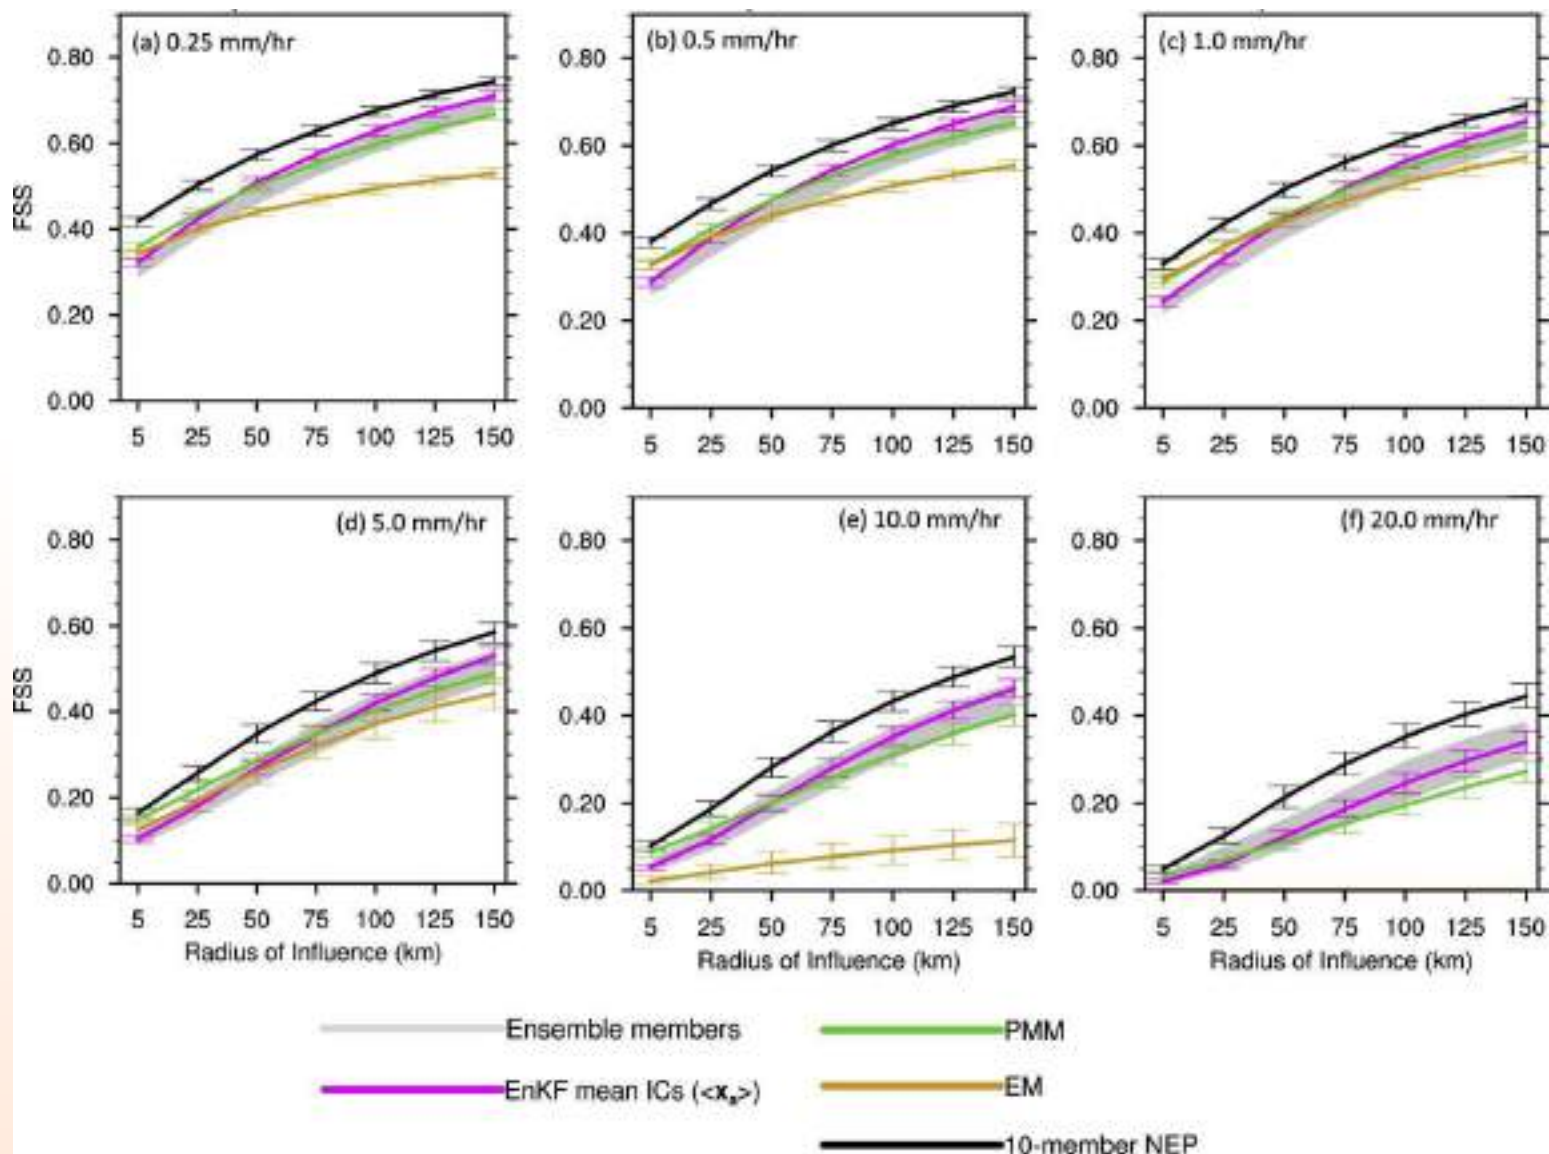 (a) 0.25 mm/hr
(b) 0.5 mm/hr
(c) 1.0 mm/hr
0.80
0.80
0.80
0.60
0.60
0.60
FSS
0.40
0.40
0.40
0.20
0.20
0.20
0.00
0.00
0.00
5 25 50 75 100 125 150
5 25 50 75 100 125 150
5 25 50 75 100 125 150
(d) 5.0 mm/hr
(e) 10.0 mm/hr
(f) 20.0 mm/hr
0.80
0.80
0.80
0.60
0.60
0.60
FSS
0.40
0.40
0.40
0.20
0.20
0.20
0.00
0.00
0.00
5 25 50 75 100 125 150
5 25 50 75 100 125 150
5 25 50 75 100 125 150
Radius of Influence (km)
Radius of Influence (km)
Radius of Influence (km)
Ensemble members
PMM
EnKF mean ICs (<xₐ>)
EM
10-member NEP